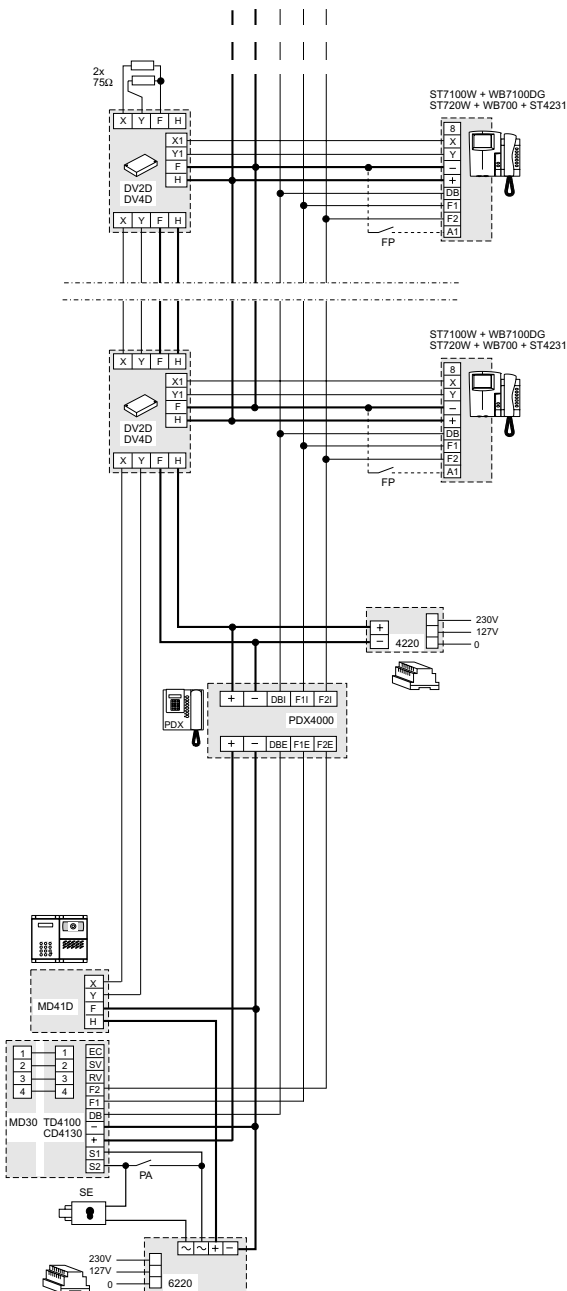 2x
75Ω
X Y F H
X1
Y1
F
H
DV2D
DV4D
X Y F H
ST7100W + WB7100DG
ST720W + WB700 + ST4231
8
X
Y
−
+
DB
F1
F2
A1
FP
X Y F H
X1
Y1
F
H
DV2D
DV4D
X Y F H
ST7100W + WB7100DG
ST720W + WB700 + ST4231
8
X
Y
−
+
DB
F1
F2
A1
FP
+
−
4220
230V
127V
0
PDX
+ − DBI F1I F2I
PDX4000
+ − DBE F1E F2E
MD41D
X
Y
F
H
1 1
2 2
3 3
4 4
MD30 TD4100
CD4130
EC
SV
RV
F2
F1
DB
−
+
S1
S2
PA
SE
~ ~ + −
230V
127V
0
6220